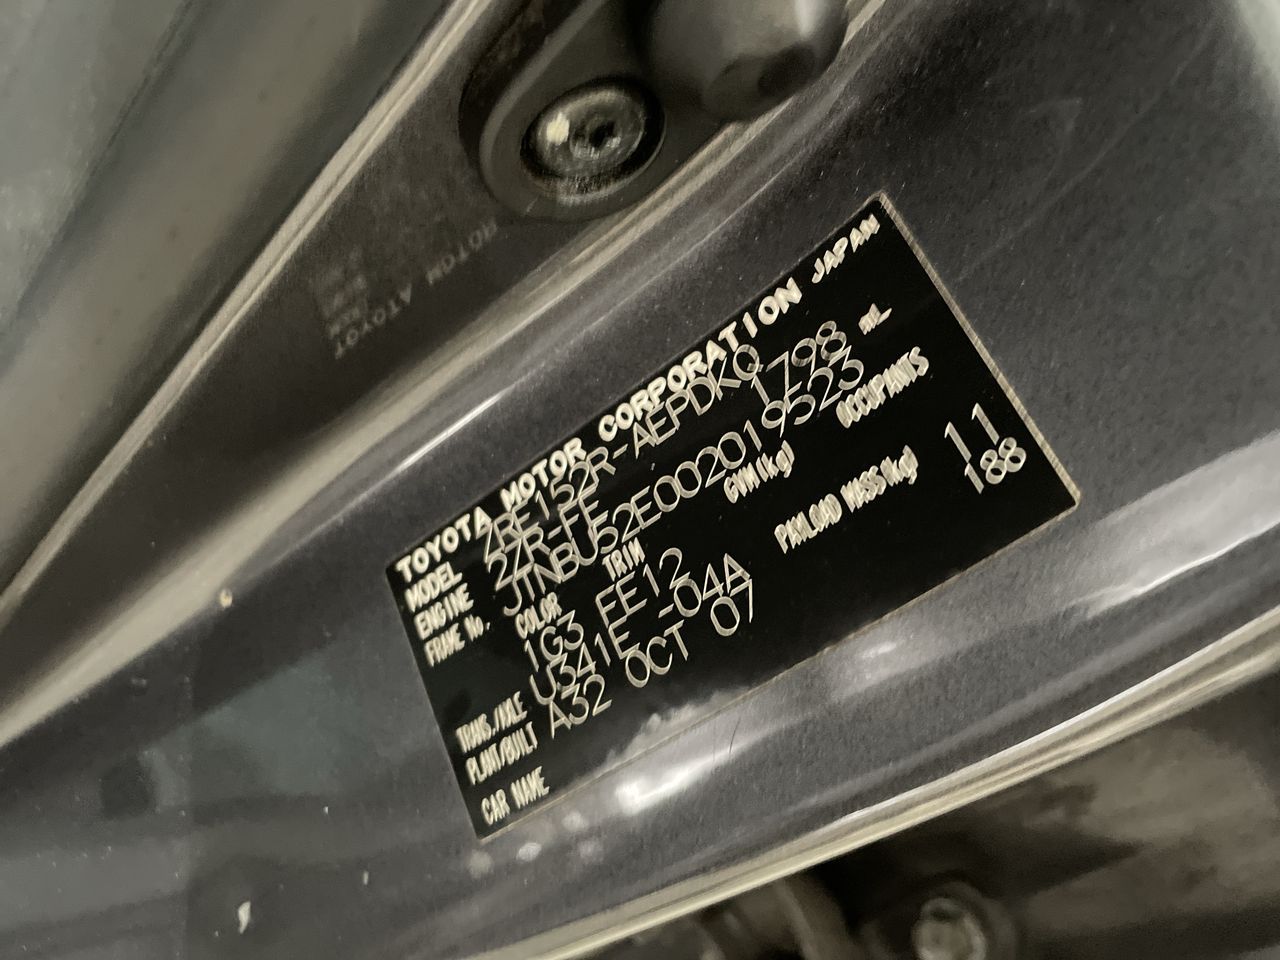 TOYOTA MOTOR CORPORATION JAPAN
MODEL ZRE152R-AEPDKQ
ENGINE 2ZR-FE 1798 mL
FRAME No. JTNBU52E002019523
COLOR TRIM GVM(kg) OCCUPANTS
1G3 FE12
PAYLOAD MASS(kg) 11
188
TRANS./AXLE U341E -04A
PLANT/BUILT A32 OCT 07
CAR NAME